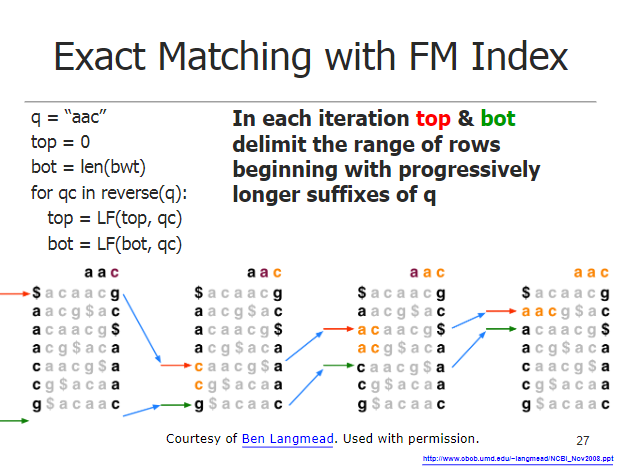 Exact Matching with FM Index
q = “aac”
top = 0
bot = len(bwt)
for qc in reverse(q):
top = LF(top, qc)
bot = LF(bot, qc)
In each iteration top & bot
delimit the range of rows
beginning with progressively
longer suffixes of q
a a c
$ a c a a c g
a a c g $ a c
a c a a c g $
a c g $ a c a
c a a c g $ a
c g $ a c a a
g $ a c a a c
a a c
$ a c a a c g
a a c g $ a c
a c a a c g $
a c g $ a c a
c a a c g $ a
c g $ a c a a
g $ a c a a c
a a c
$ a c a a c g
a a c g $ a c
a c a a c g $
a c g $ a c a
c a a c g $ a
c g $ a c a a
g $ a c a a c
a a c
$ a c a a c g
a a c g $ a c
a c a a c g $
a c g $ a c a
c a a c g $ a
c g $ a c a a
g $ a c a a c
Courtesy of Ben Langmead. Used with permission.
27
http://www.cbcb.umd.edu/~langmead/NCBI_Nov2008.ppt